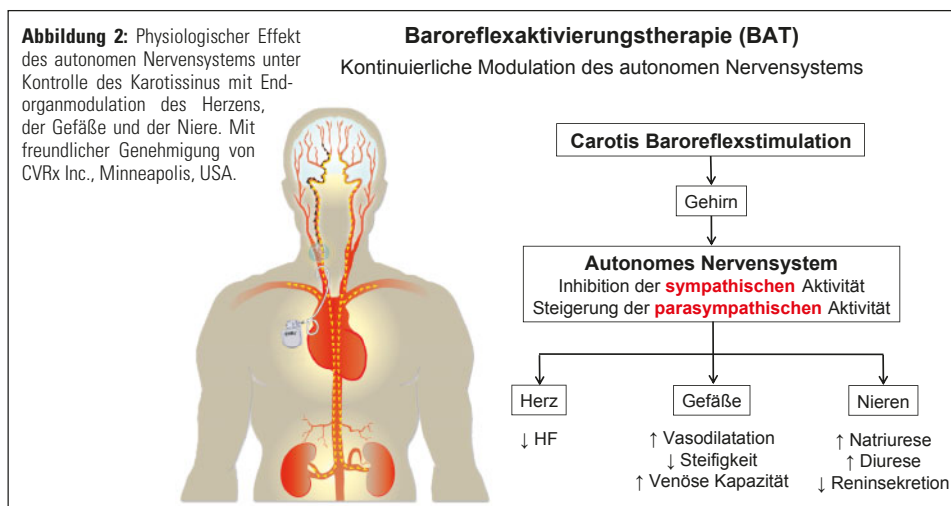 Abbildung 2: Physiologischer Effekt
des autonomen Nervensystems unter
Kontrolle des Karotissinus mit End-
organmodulation des Herzens,
der Gefäße und der Niere. Mit
freundlicher Genehmigung von
CVRx Inc., Minneapolis, USA.
Baroreflexaktivierungstherapie (BAT)
Kontinuierliche Modulation des autonomen Nervensystems
Carotis Baroreflexstimulation
Gehirn
Autonomes Nervensystem
Inhibition der sympathischen Aktivität
Steigerung der parasympathischen Aktivität
Herz
↓ HF
Gefäße
↑ Vasodilatation
↓ Steifigkeit
↑ Venöse Kapazität
Nieren
↑ Natriurese
↑ Diurese
↓ Reninsekretion